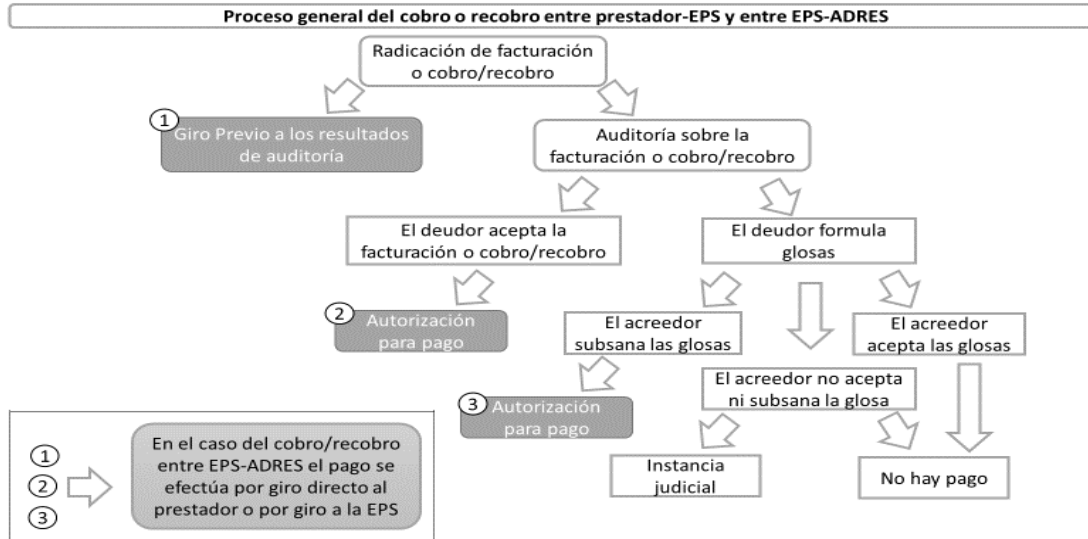 Proceso general del cobro o recobro entre prestador-EPS y entre EPS-ADRES
Radicación de facturación
o cobro/recobro
1
Giro Previo a los resultados
de auditoría
Auditoría sobre la
facturación o cobro/recobro
El deudor acepta la
facturación o cobro/recobro
El deudor formula
glosas
2
Autorización
para pago
El acreedor
subsana las glosas
El acreedor
acepta las glosas
El acreedor no acepta
ni subsana la glosa
3
Autorización
para pago
Instancia
judicial
No hay pago
1
2
3
En el caso del cobro/recobro
entre EPS-ADRES el pago se
efectúa por giro directo al
prestador o por giro a la EPS